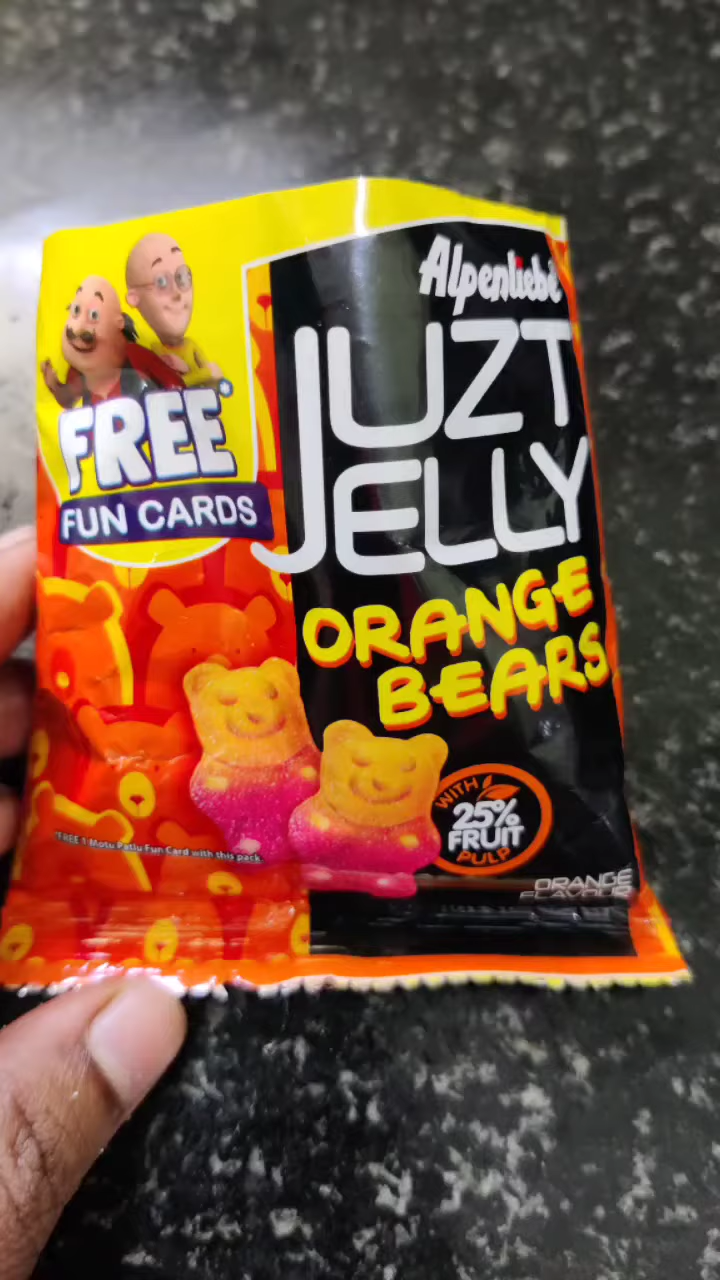 Alpenliebe
JUZT
JELLY
FREE*
FUN CARDS
ORANGE
BEARS
WITH
25%
FRUIT
PULP
*FREE 1 Motu Patlu Fun Card with this pack.
ORANGE
FLAVOUR